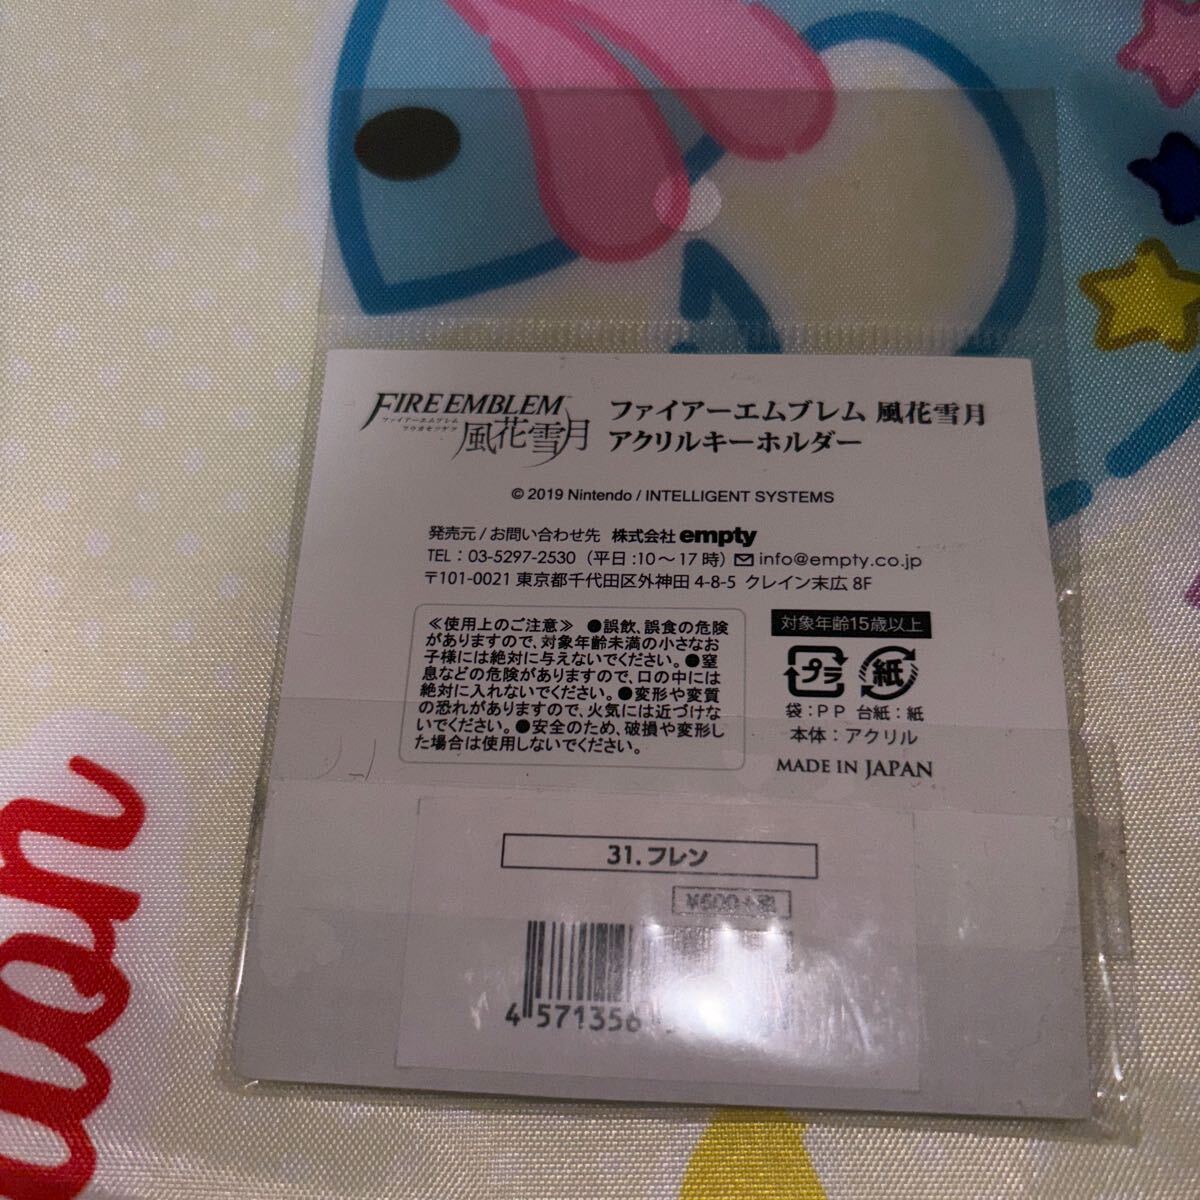 FIRE EMBLEM
ファイアーエムブレム
フウカセツゲツ
風花雪月
ファイアーエムブレム 風花雪月
アクリルキーホルダー
© 2019 Nintendo / INTELLIGENT SYSTEMS
発売元 / お問い合わせ先 株式会社empty
TEL：03-5297-2530（平日：10～17時）✉info@empty.co.jp
〒101-0021 東京都千代田区外神田 4-8-5 クレイン末広 8F
≪使用上のご注意≫ ●誤飲、誤食の危険
がありますので、対象年齢未満の小さなお
子様には絶対に与えないでください。●窒
息などの危険がありますので、口の中には
絶対に入れないでください。●変形や変質
の恐れがありますので、火気には近づけな
いでください。●安全のため、破損や変形し
た場合は使用しないでください。
対象年齢15歳以上
プラ
紙
袋：PP 台紙：紙
本体：アクリル
MADE IN JAPAN
31.フレン
¥600+税
4 571356